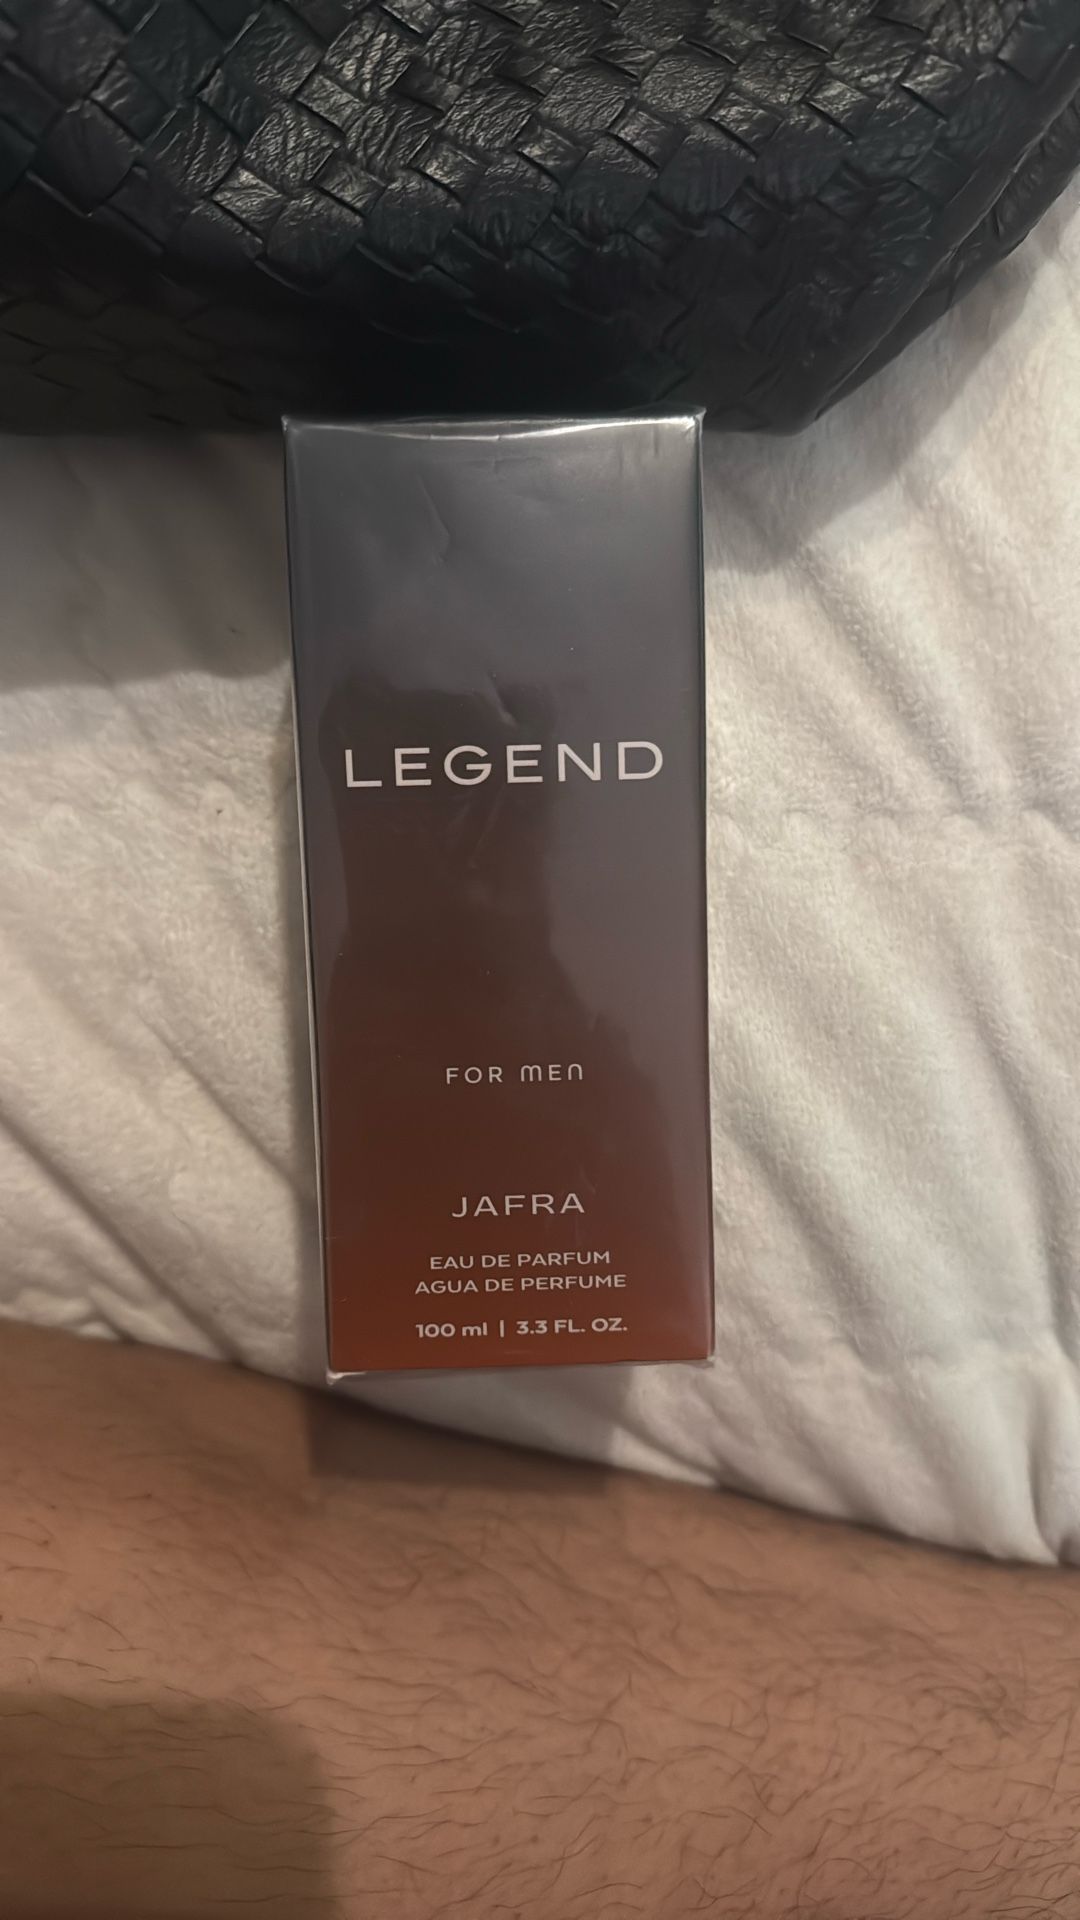 LEGEND
FOR MEN
JAFRA
EAU DE PARFUM
AGUA DE PERFUME
100 ml | 3.3 FL. OZ.